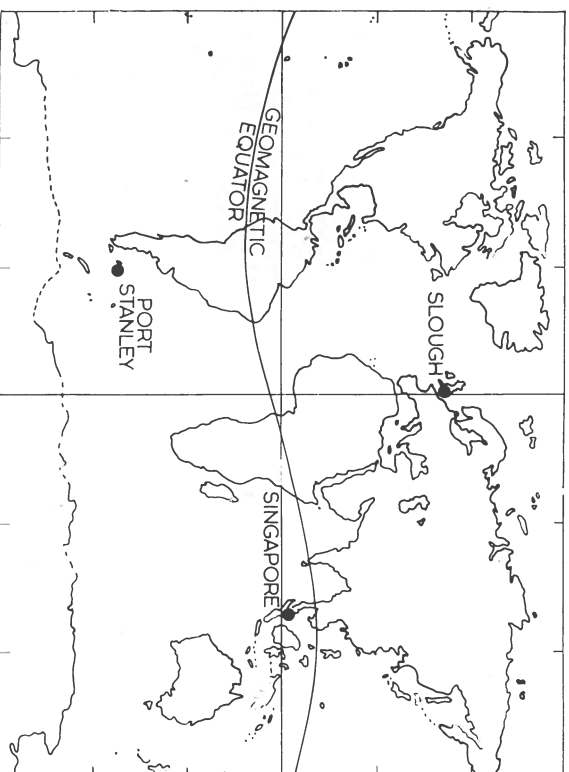 SLOUGH
GEOMAGNETIC
EQUATOR
SINGAPORE
PORT
STANLEY